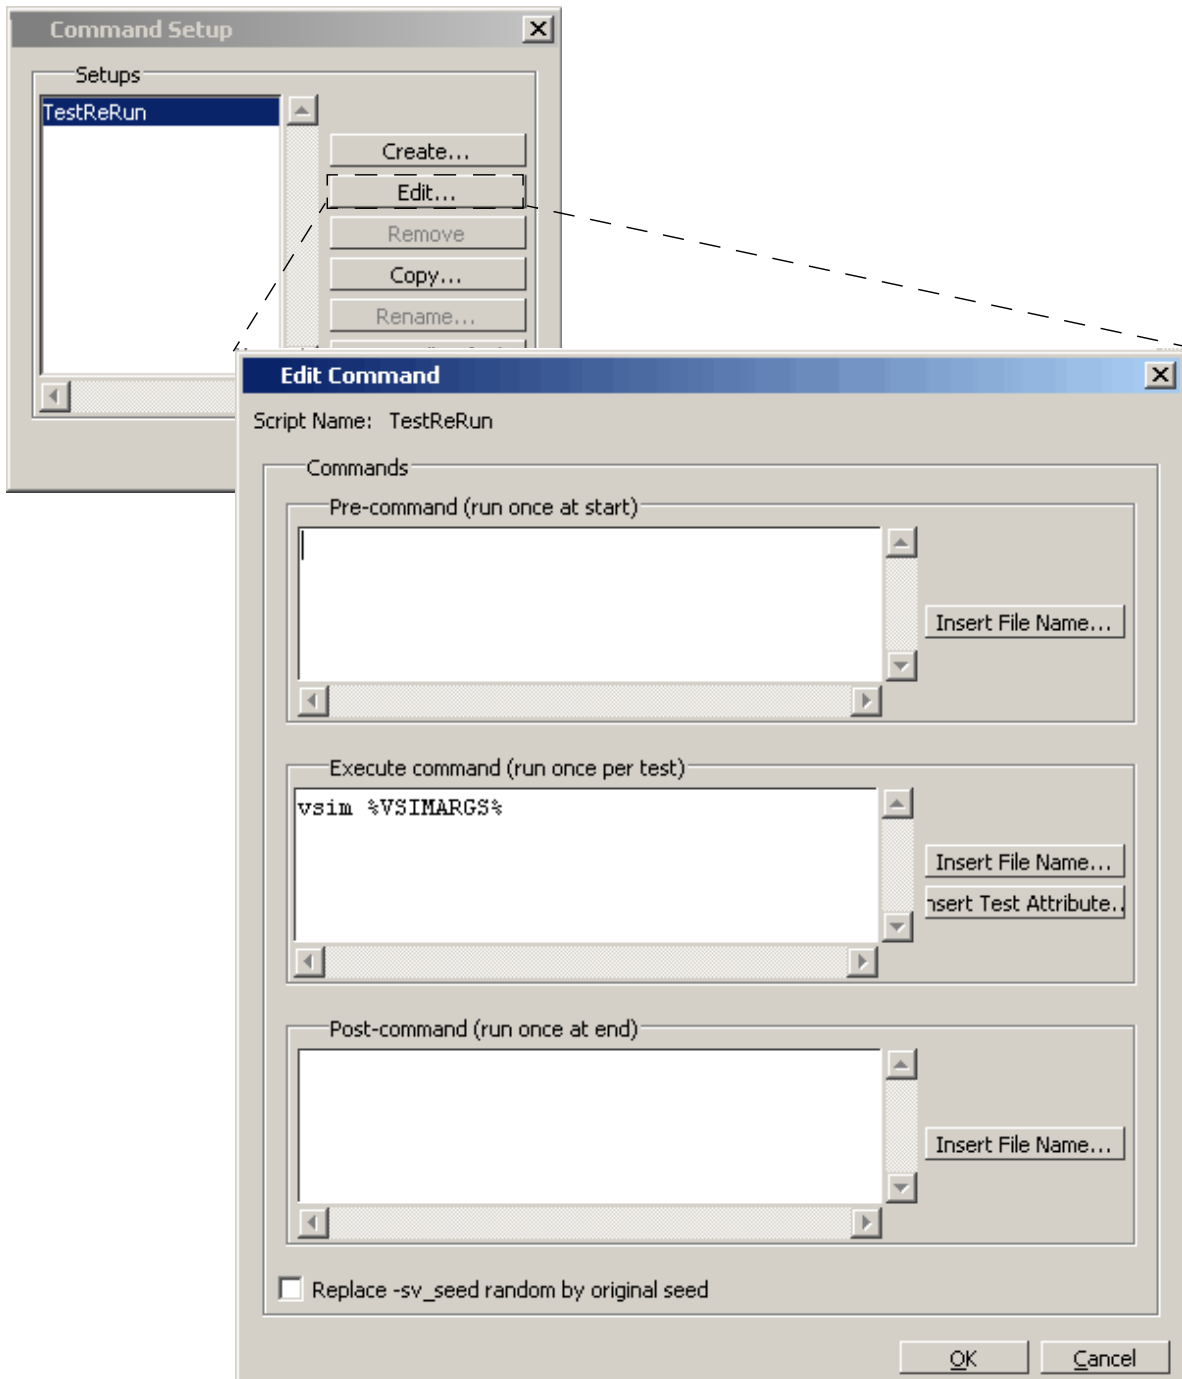 Command Setup
Setups
TestReRun
Create...
Edit...
Remove
Copy...
Rename...
Edit Command
Script Name: TestReRun
Commands
Pre-command (run once at start)
Insert File Name...
Execute command (run once per test)
vsim %VSIMARGS%
Insert File Name...
nsert Test Attribute..
Post-command (run once at end)
Insert File Name...
Replace -sv_seed random by original seed
OK
Cancel